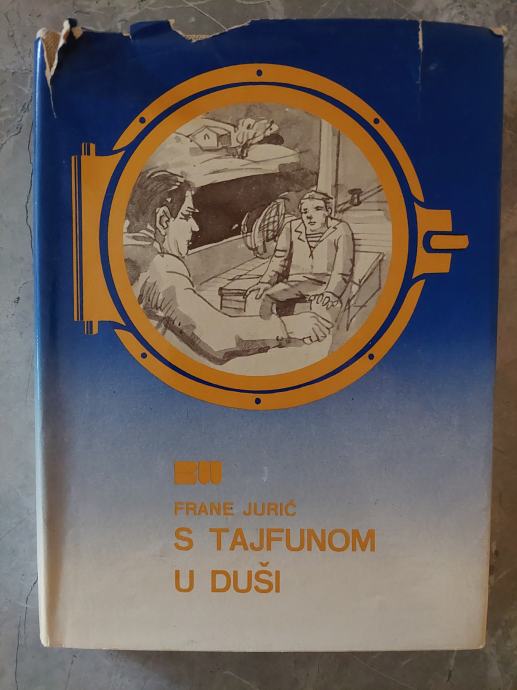 FRANE JURIĆ
S TAJFUNOM
U DUŠI